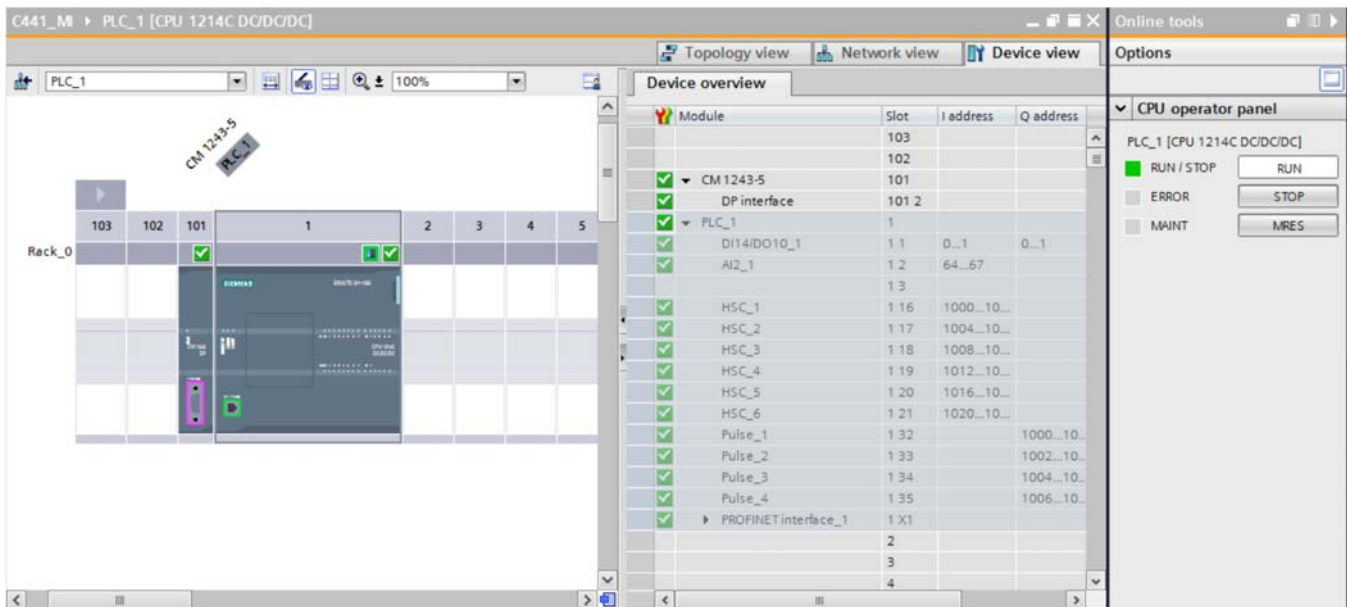 C441_MI ▸ PLC_1 [CPU 1214C DC/DC/DC]
Online tools
Topology view
Network view
Device view
Options
PLC_1
100%
Device overview
CPU operator panel
PLC_1 [CPU 1214C DC/DC/DC]
RUN / STOP RUN
ERROR STOP
MAINT MRES
CM 1243-5
PLC_1
103 102 101 1 2 3 4 5
Rack_0
SIEMENS
Module Slot I address Q address
103
102
CM 1243-5 101
DP interface 101 2
PLC_1 1
DI14/DO10_1 1 1 0...1 0...1
AI2_1 1 2 64...67
1 3
HSC_1 1 16 1000...10...
HSC_2 1 17 1004...10...
HSC_3 1 18 1008...10...
HSC_4 1 19 1012...10...
HSC_5 1 20 1016...10...
HSC_6 1 21 1020...10...
Pulse_1 1 32 1000...10...
Pulse_2 1 33 1002...10...
Pulse_3 1 34 1004...10...
Pulse_4 1 35 1006...10...
PROFINET interface_1 1 X1
2
3
4